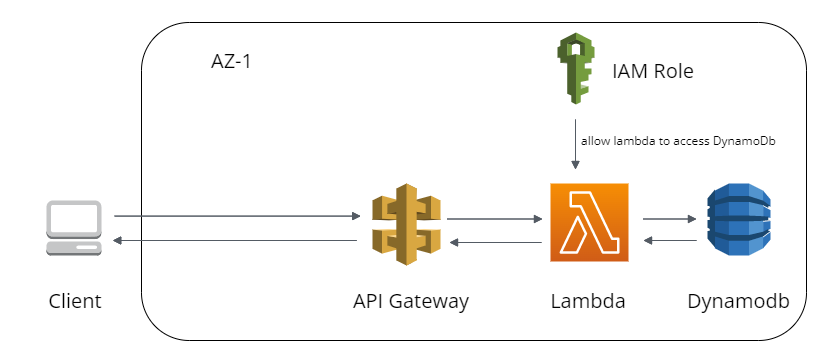 AZ-1
IAM Role
allow lambda to access DynamoDb
Client
API Gateway
Lambda
Dynamodb